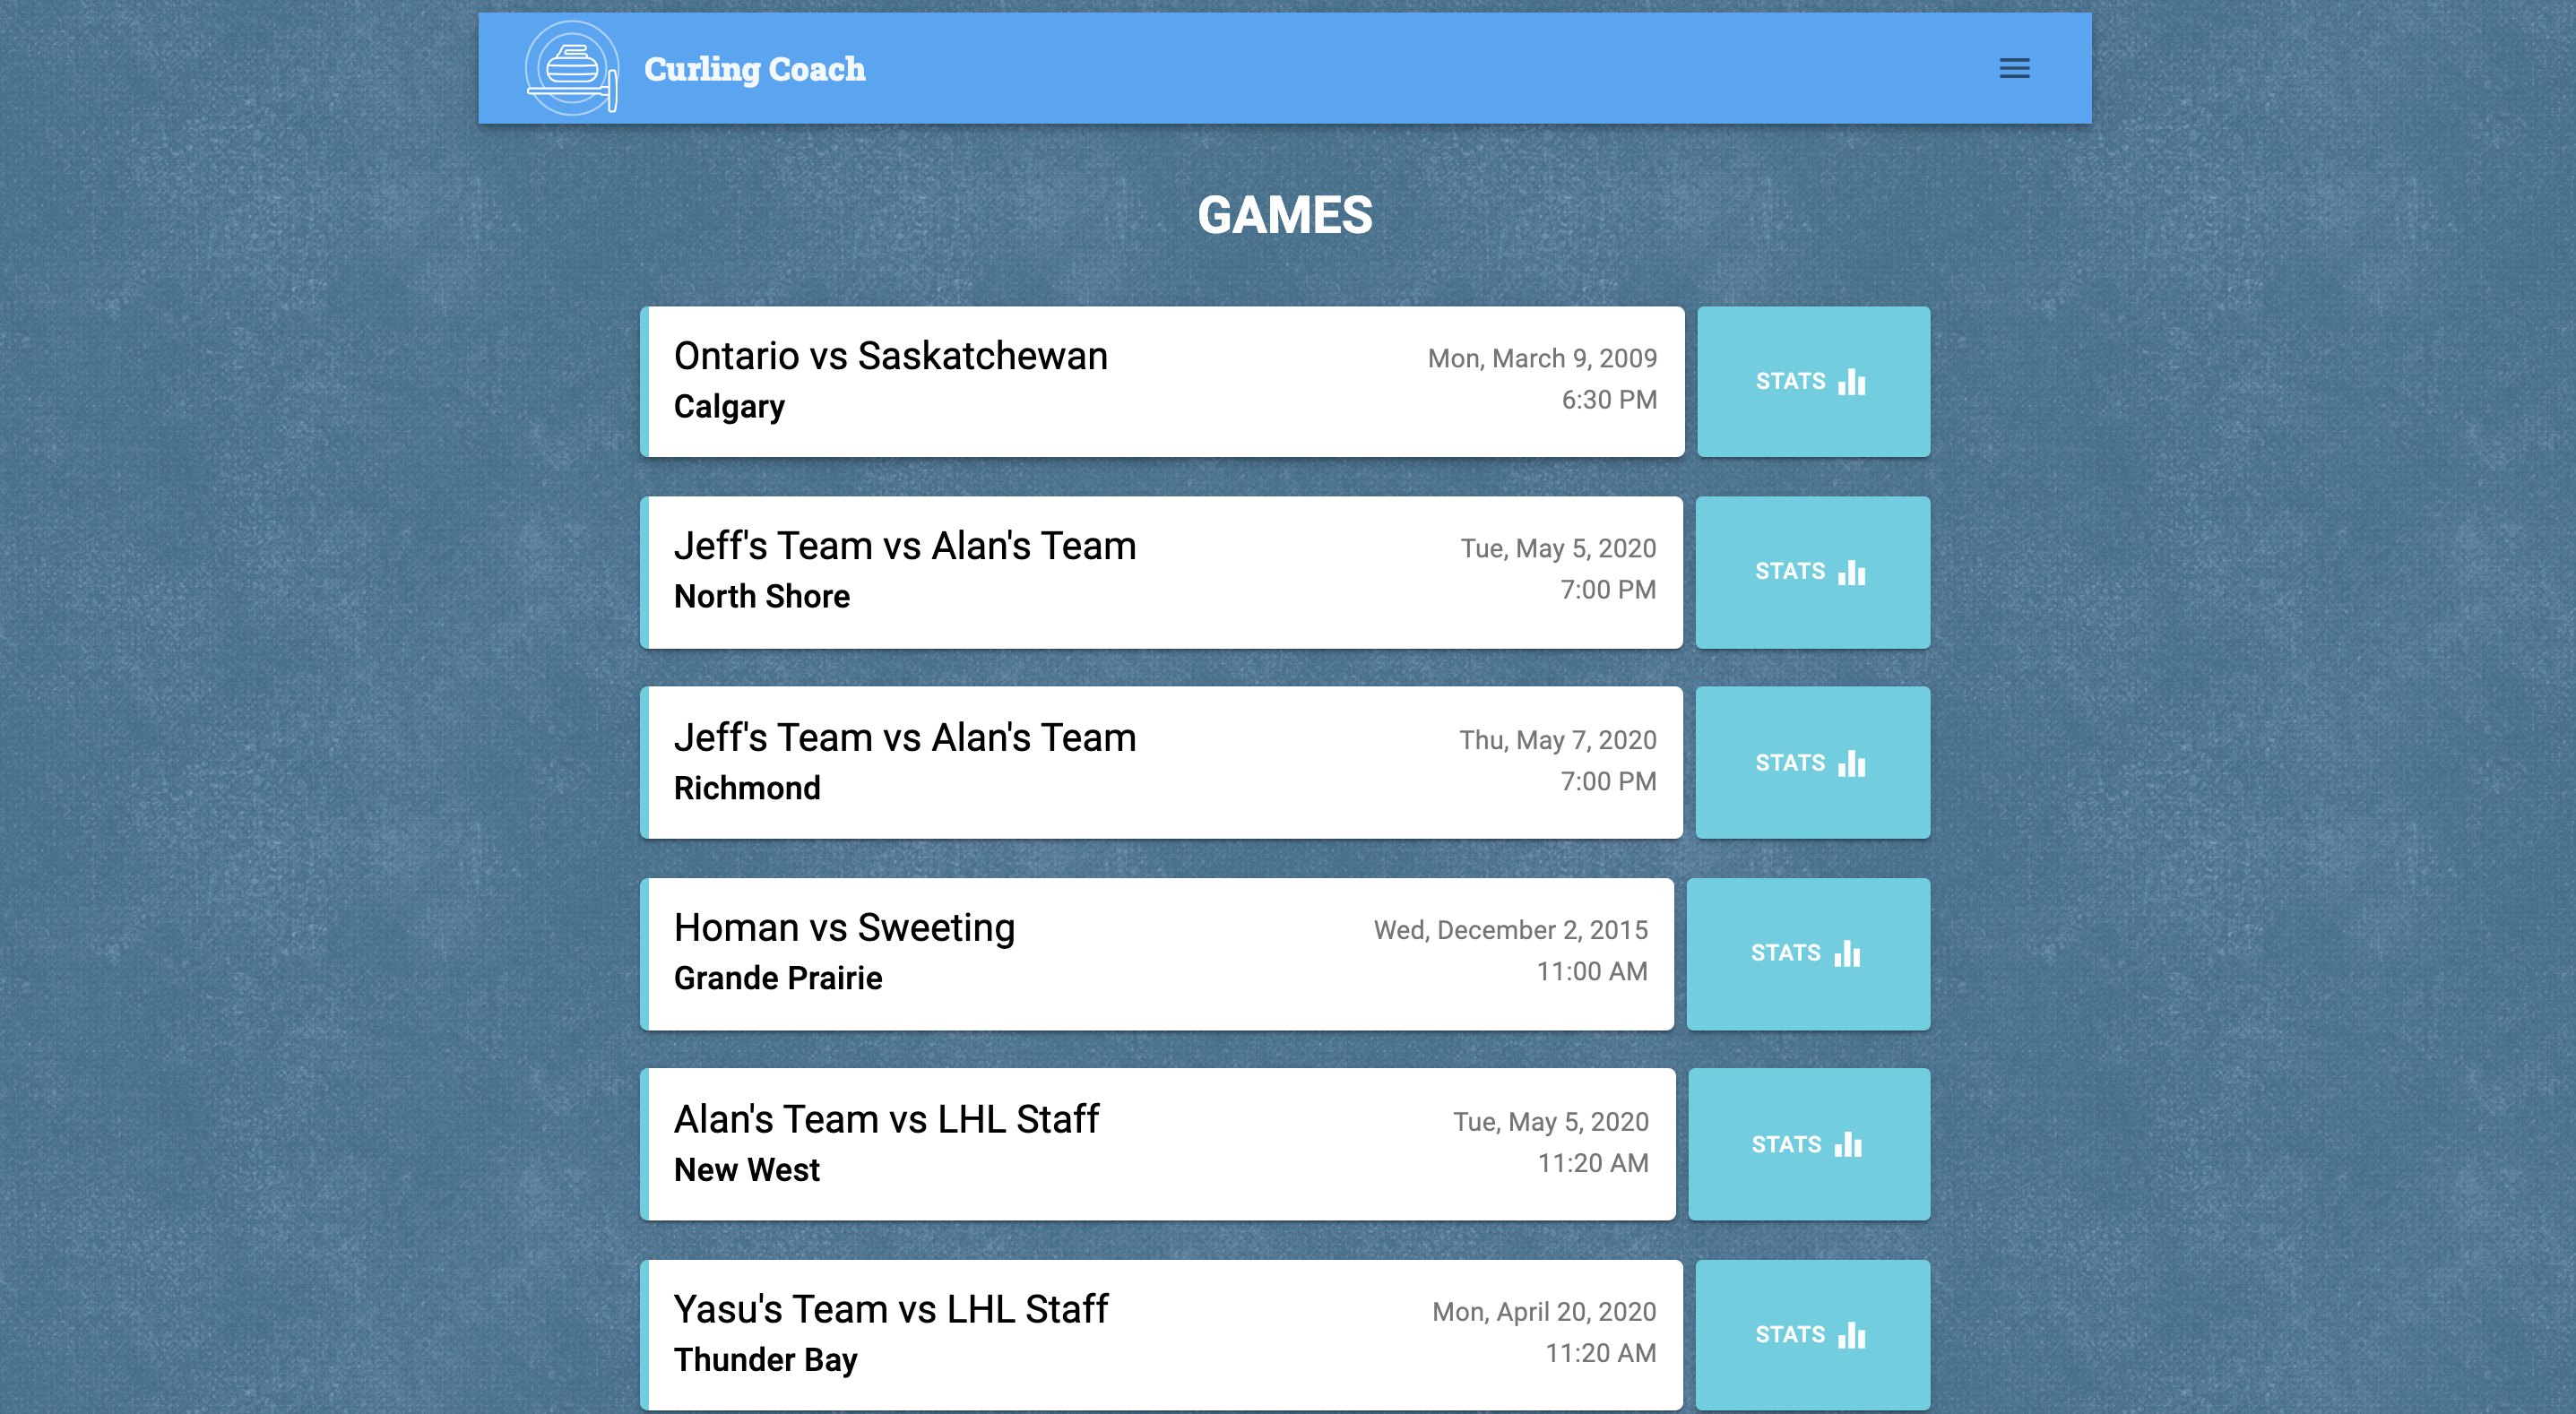 Curling Coach
GAMES
Ontario vs Saskatchewan
Calgary
Mon, March 9, 2009
6:30 PM
STATS
Jeff's Team vs Alan's Team
North Shore
Tue, May 5, 2020
7:00 PM
STATS
Jeff's Team vs Alan's Team
Richmond
Thu, May 7, 2020
7:00 PM
STATS
Homan vs Sweeting
Grande Prairie
Wed, December 2, 2015
11:00 AM
STATS
Alan's Team vs LHL Staff
New West
Tue, May 5, 2020
11:20 AM
STATS
Yasu's Team vs LHL Staff
Thunder Bay
Mon, April 20, 2020
11:20 AM
STATS